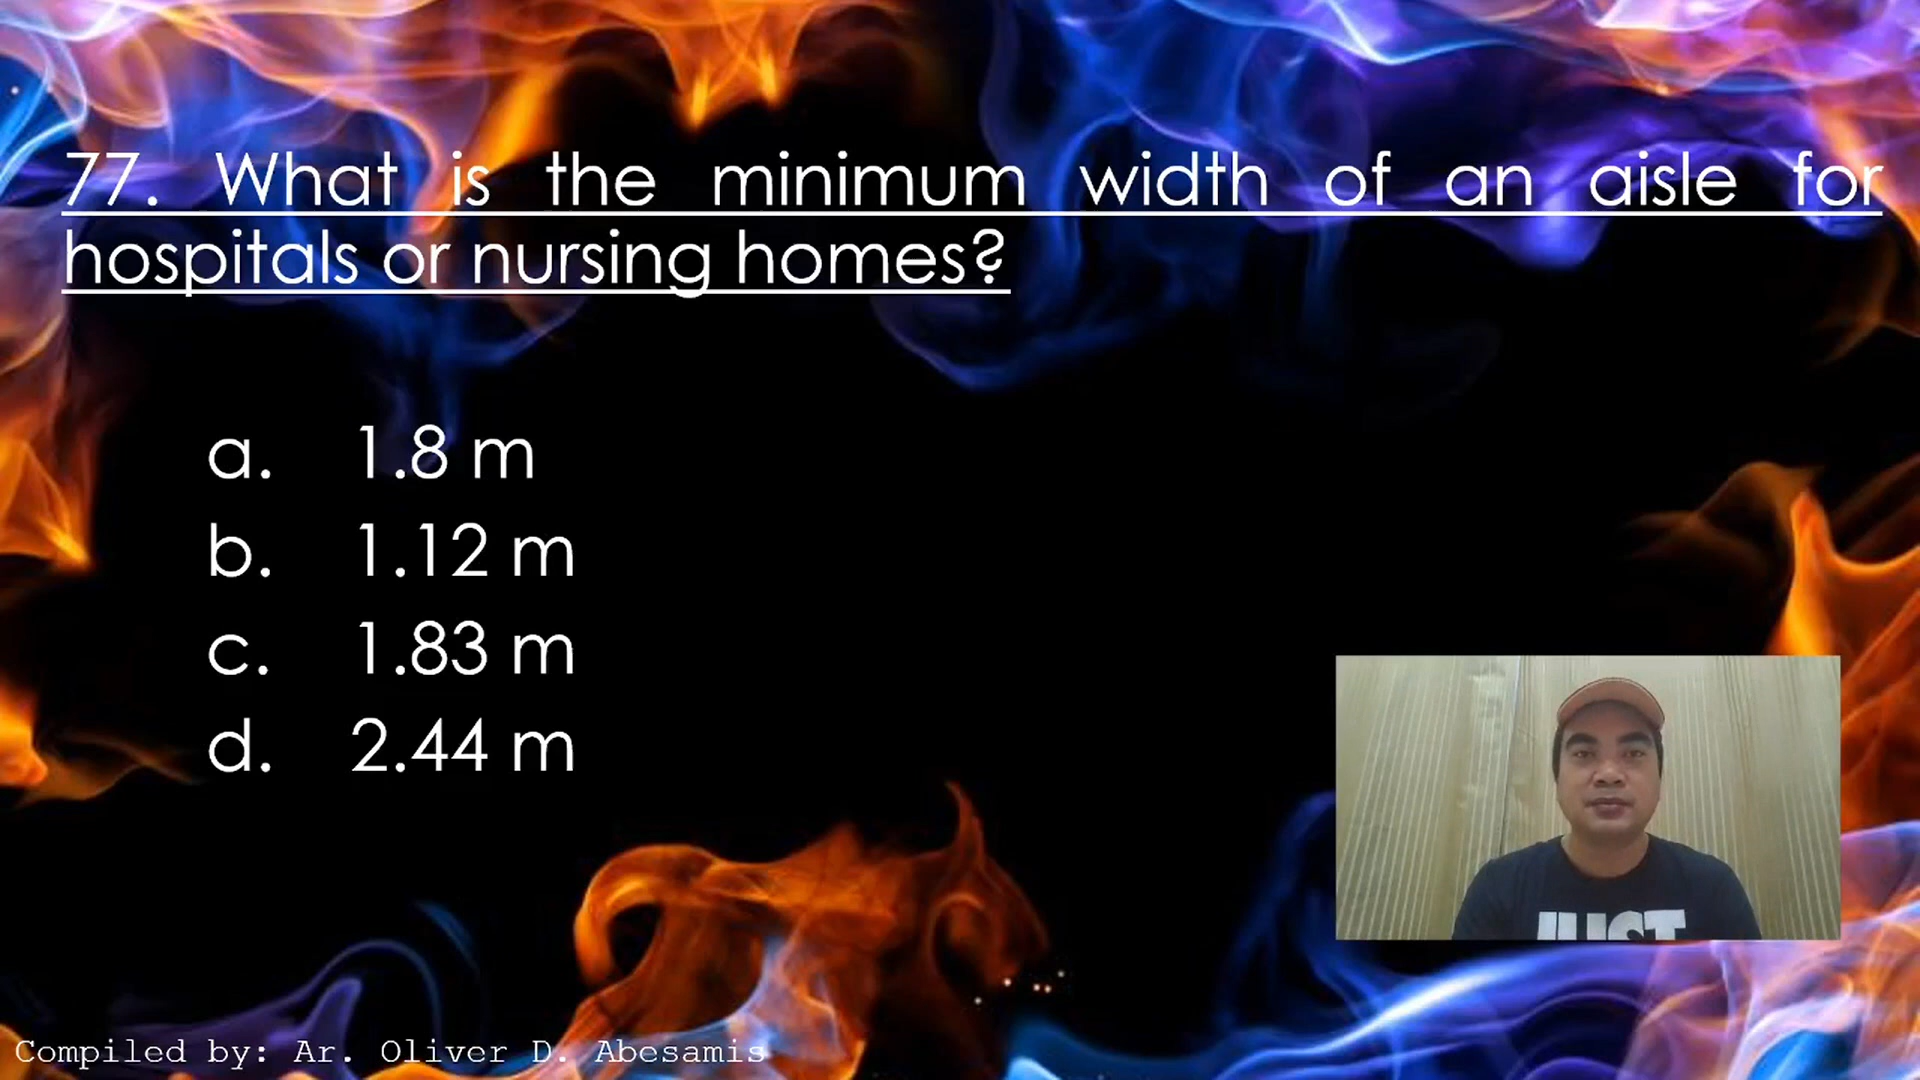 77. What is the minimum width of an aisle for
hospitals or nursing homes?
a. 1.8 m
b. 1.12 m
c. 1.83 m
d. 2.44 m
JUST
Compiled by: Ar. Oliver D. Abesamis